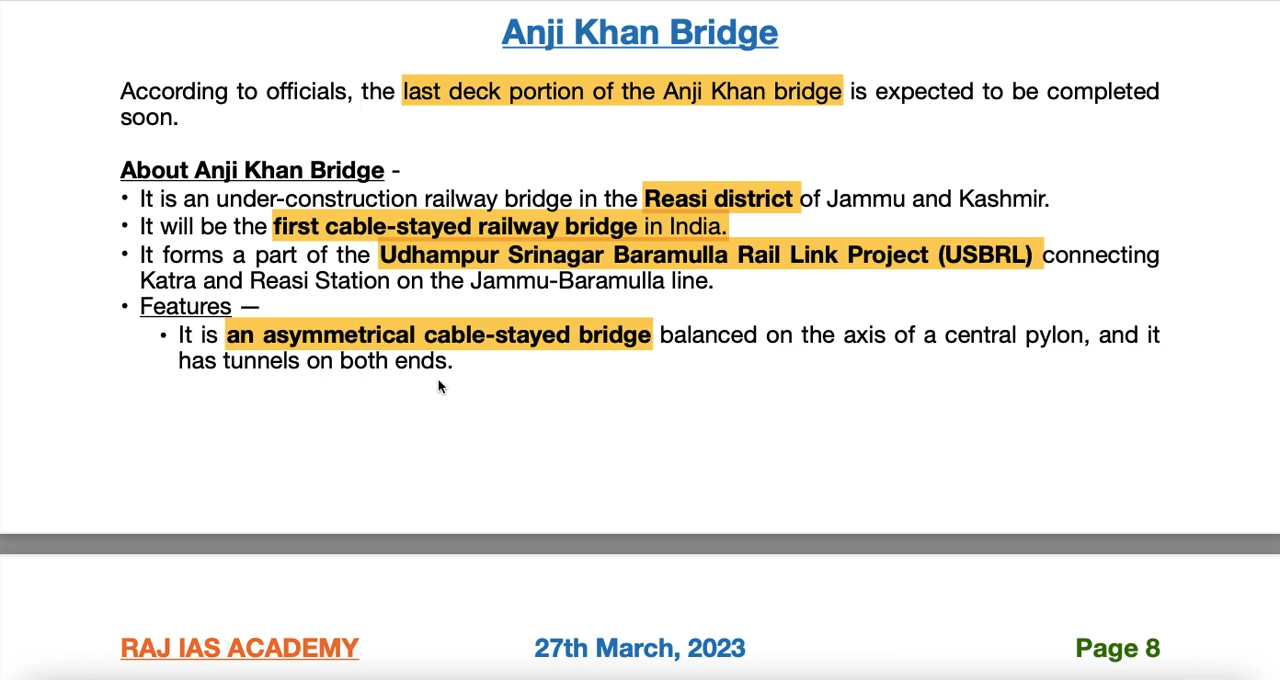 Anji Khan Bridge
According to officials, the last deck portion of the Anji Khan bridge is expected to be completed
soon.
About Anji Khan Bridge -
• It is an under-construction railway bridge in the Reasi district of Jammu and Kashmir.
• It will be the first cable-stayed railway bridge in India.
• It forms a part of the Udhampur Srinagar Baramulla Rail Link Project (USBRL) connecting
Katra and Reasi Station on the Jammu-Baramulla line.
• Features —
• It is an asymmetrical cable-stayed bridge balanced on the axis of a central pylon, and it
has tunnels on both ends.
RAJ IAS ACADEMY 27th March, 2023 Page 8